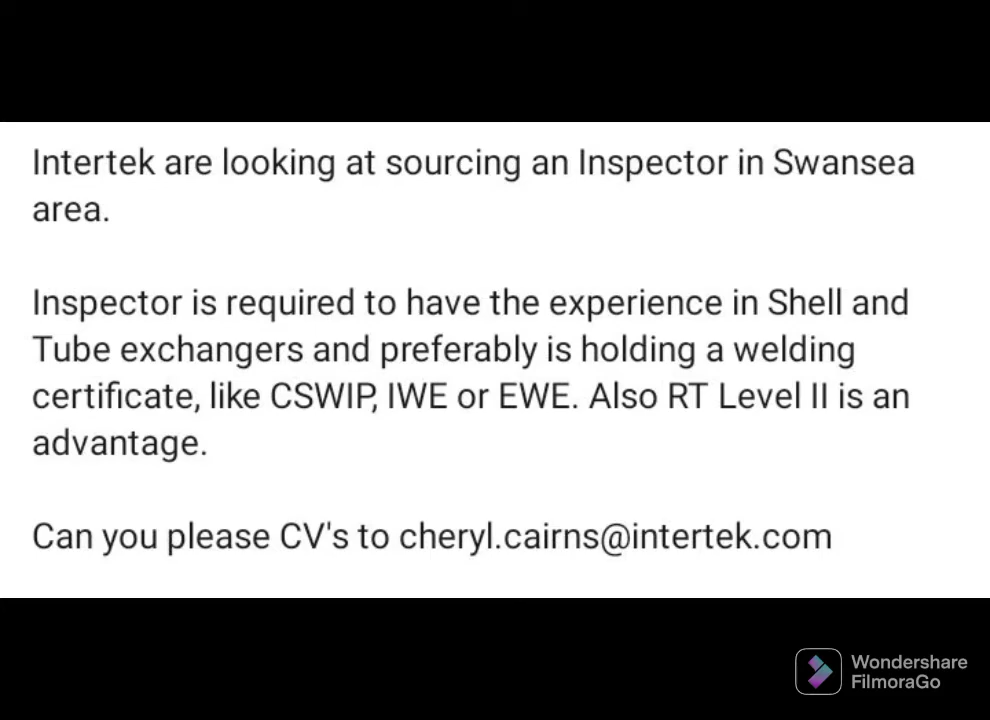 Intertek are looking at sourcing an Inspector in Swansea
area.
Inspector is required to have the experience in Shell and
Tube exchangers and preferably is holding a welding
certificate, like CSWIP, IWE or EWE. Also RT Level II is an
advantage.
Can you please CV's to cheryl.cairns@intertek.com
Wondershare
FilmoraGo